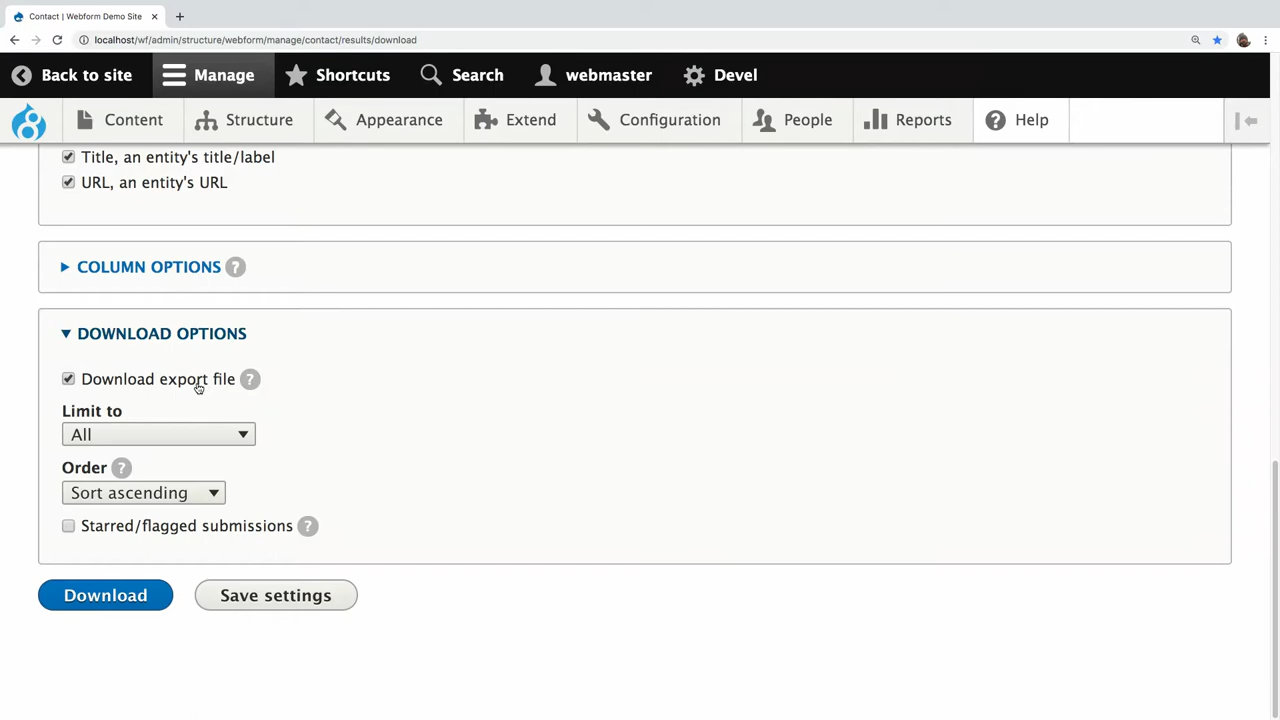 Contact | Webform Demo Site
localhost/wf/admin/structure/webform/manage/contact/results/download
Back to site Manage Shortcuts Search webmaster Devel
Content Structure Appearance Extend Configuration People Reports Help
Title, an entity's title/label
URL, an entity's URL
COLUMN OPTIONS ?
DOWNLOAD OPTIONS
Download export file ?
Limit to
All
Order ?
Sort ascending
Starred/flagged submissions ?
Download Save settings